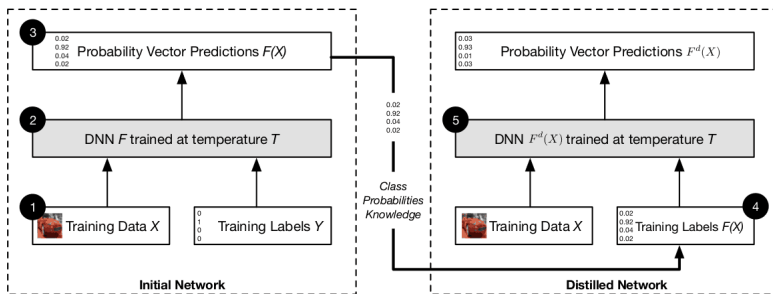 3
0.02
0.92
0.04
0.02
Probability Vector Predictions F(X)
2
DNN F trained at temperature T
1
Training Data X
0
1
0
0
Training Labels Y
Initial Network
0.02
0.92
0.04
0.02
Class
Probabilities
Knowledge
0.03
0.93
0.01
0.03
Probability Vector Predictions F^d(X)
5
DNN F^d(X) trained at temperature T
Training Data X
4
0.02
0.92
0.04
0.02
Training Labels F(X)
Distilled Network